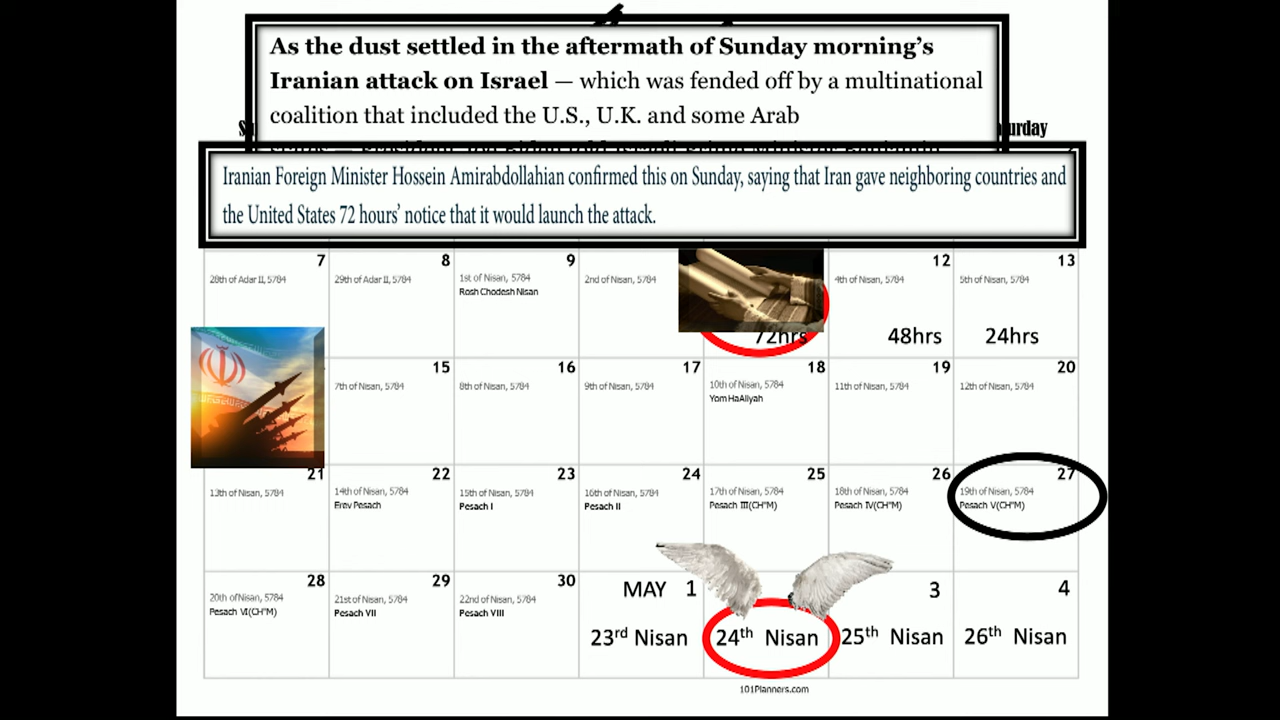 As the dust settled in the aftermath of Sunday morning's
Iranian attack on Israel — which was fended off by a multinational
coalition that included the U.S., U.K. and some Arab
Iranian Foreign Minister Hossein Amirabdollahian confirmed this on Sunday, saying that Iran gave neighboring countries and
the United States 72 hours' notice that it would launch the attack.
7 8 9 12 13
28th of Adar II, 5784 29th of Adar II, 5784 1st of Nisan, 5784 2nd of Nisan, 5784 4th of Nisan, 5784 5th of Nisan, 5784
Rosh Chodesh Nisan
72hrs 48hrs 24hrs
15 16 17 18 19 20
7th of Nisan, 5784 8th of Nisan, 5784 9th of Nisan, 5784 10th of Nisan, 5784 11th of Nisan, 5784 12th of Nisan, 5784
Yom HaAliyah
21 22 23 24 25 26 27
13th of Nisan, 5784 14th of Nisan, 5784 15th of Nisan, 5784 16th of Nisan, 5784 17th of Nisan, 5784 18th of Nisan, 5784 19th of Nisan, 5784
Erev Pesach Pesach I Pesach II Pesach III(CH"M) Pesach IV(CH"M) Pesach V(CH"M)
28 29 30 MAY 1 3 4
20th of Nisan, 5784 21st of Nisan, 5784 22nd of Nisan, 5784
Pesach VI(CH"M) Pesach VII Pesach VIII
23rd Nisan 24th Nisan 25th Nisan 26th Nisan
101Planners.com